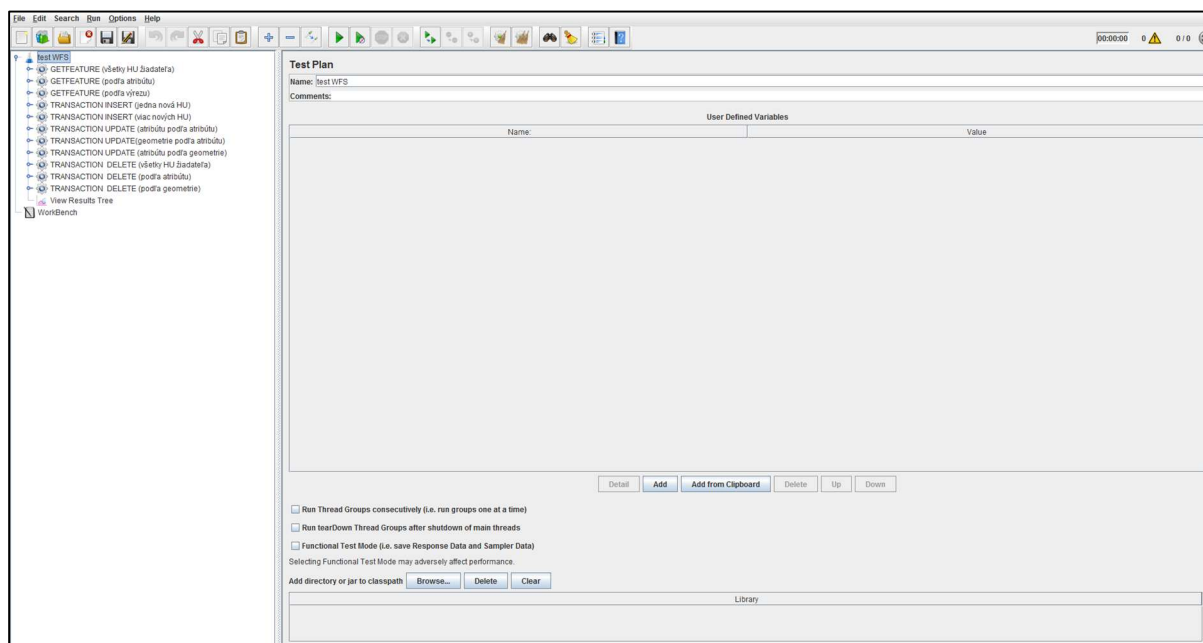 File Edit Search Run Options Help
00:00:00 0 0 / 0
test WFS
GETFEATURE (všetky HU žiadateľa)
GETFEATURE (podľa atribútu)
GETFEATURE (podľa výrezu)
TRANSACTION INSERT (jedna nová HU)
TRANSACTION INSERT (viac nových HU)
TRANSACTION UPDATE (atribútu podľa atribútu)
TRANSACTION UPDATE(geometrie podľa atribútu)
TRANSACTION UPDATE (atribútu podľa geometrie)
TRANSACTION DELETE (všetky HU žiadateľa)
TRANSACTION DELETE (podľa atribútu)
TRANSACTION DELETE (podľa geometrie)
View Results Tree
WorkBench
Test Plan
Name: test WFS
Comments:
User Defined Variables
Name: Value
Detail Add Add from Clipboard Delete Up Down
Run Thread Groups consecutively (i.e. run groups one at a time)
Run tearDown Thread Groups after shutdown of main threads
Functional Test Mode (i.e. save Response Data and Sampler Data)
Selecting Functional Test Mode may adversely affect performance.
Add directory or jar to classpath Browse... Delete Clear
Library